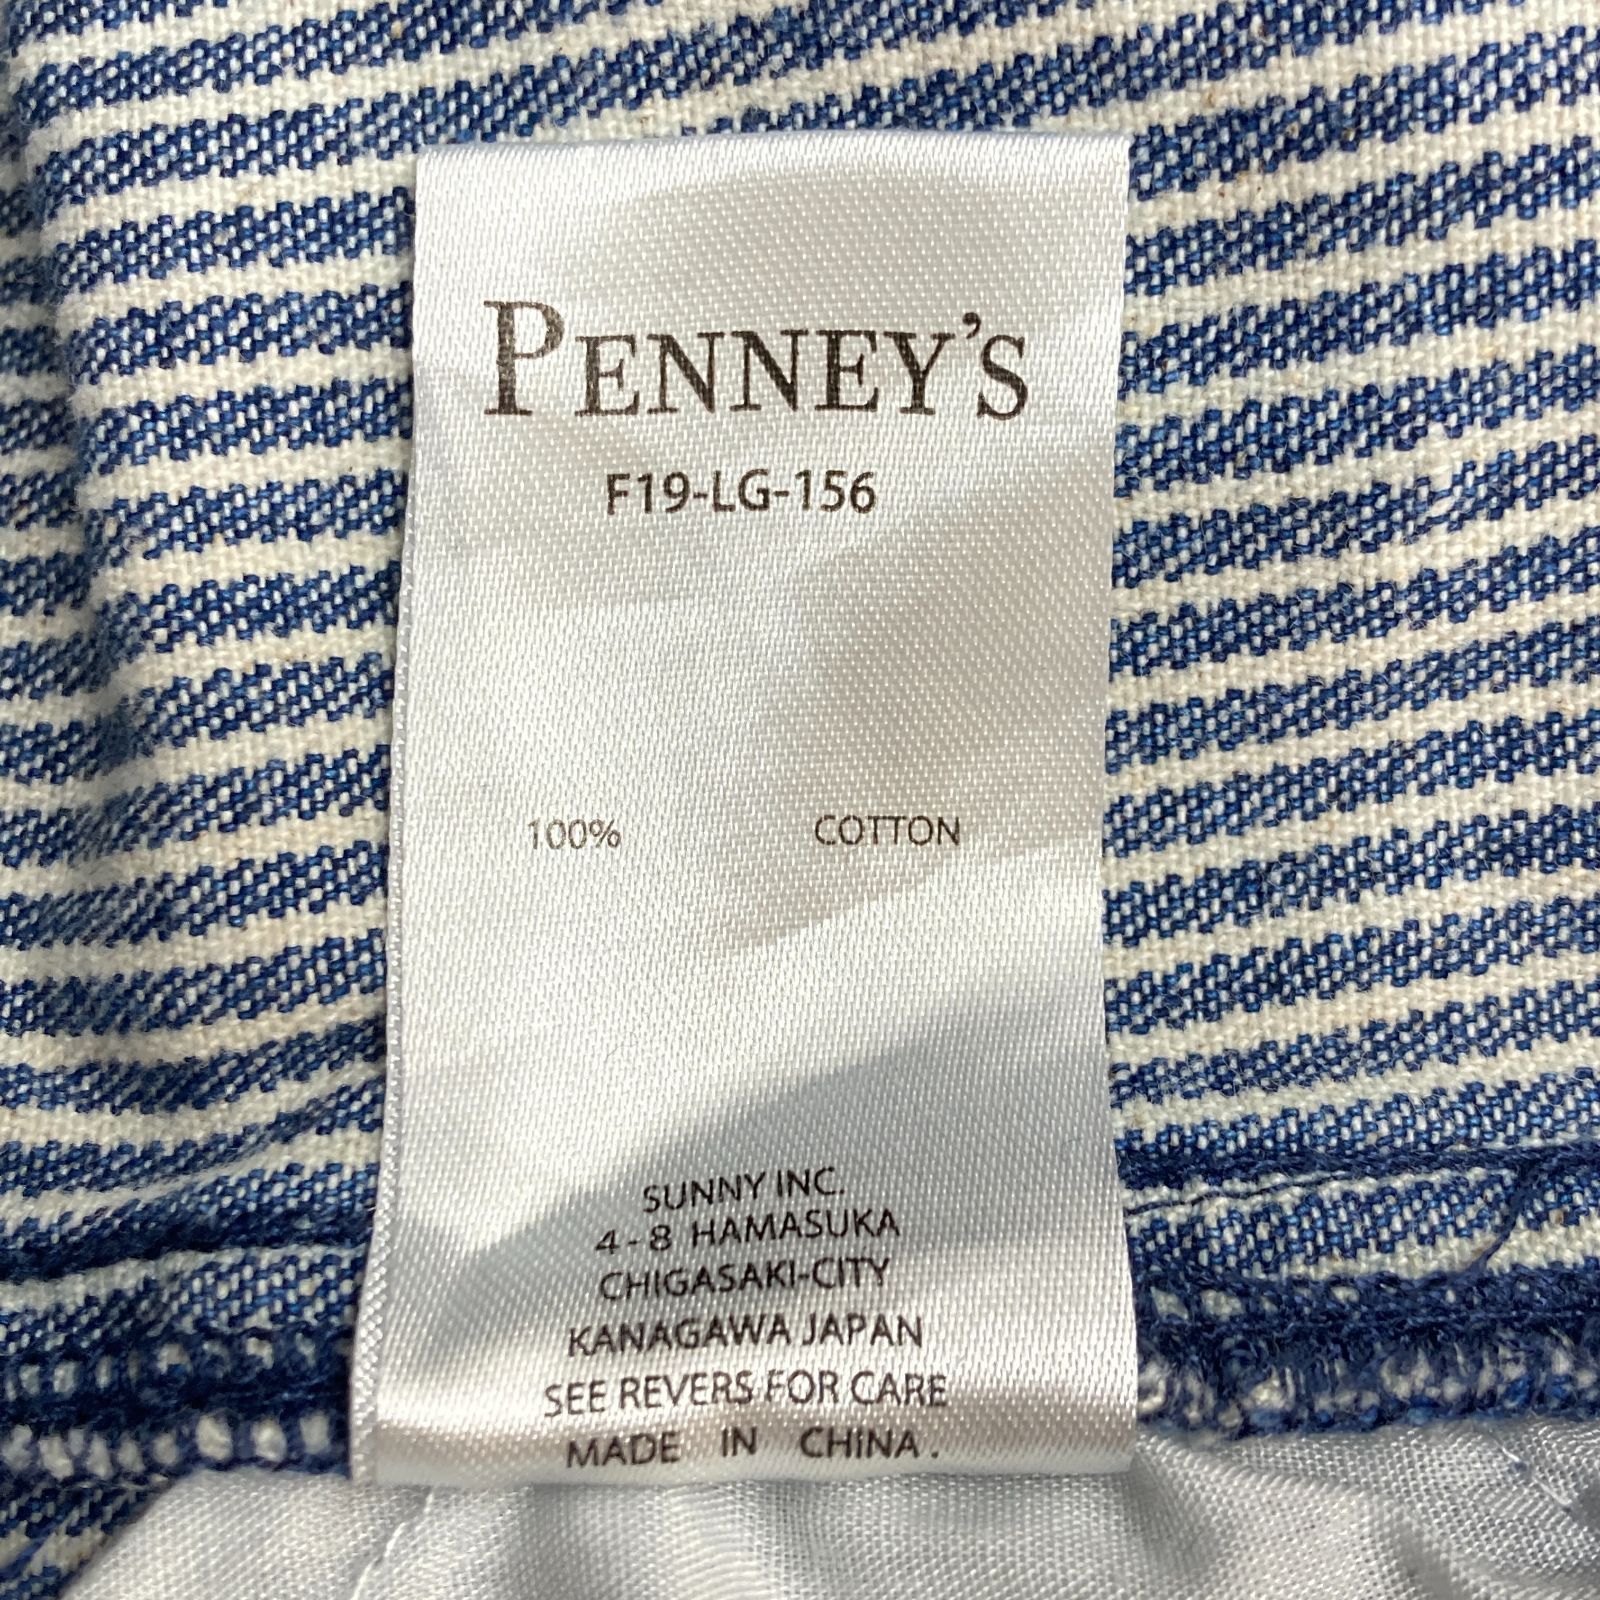 PENNEY'S
F19-LG-156
100% COTTON
SUNNY INC.
4-8 HAMASUKA
CHIGASAKI-CITY
KANAGAWA JAPAN
SEE REVERS FOR CARE
MADE IN CHINA.